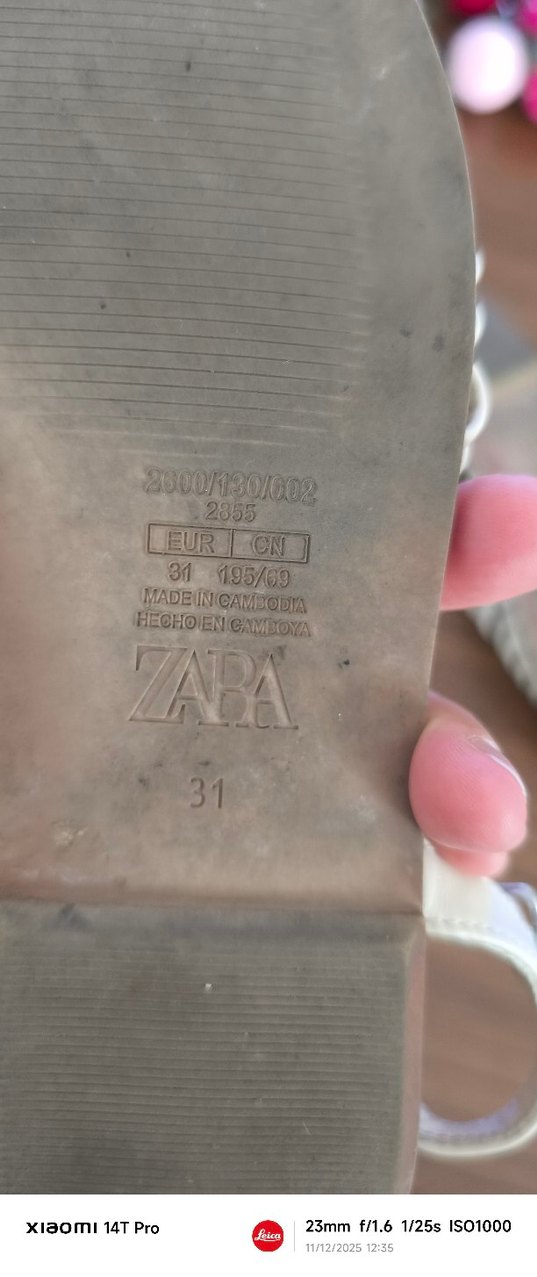 2600/130/002
2855
EUR CN
31 195/69
MADE IN CAMBODIA
HECHO EN CAMBOYA
ZARA
31
XIAOMI 14T Pro
Leica
23mm f/1.6 1/25s ISO1000
11/12/2025 12:35